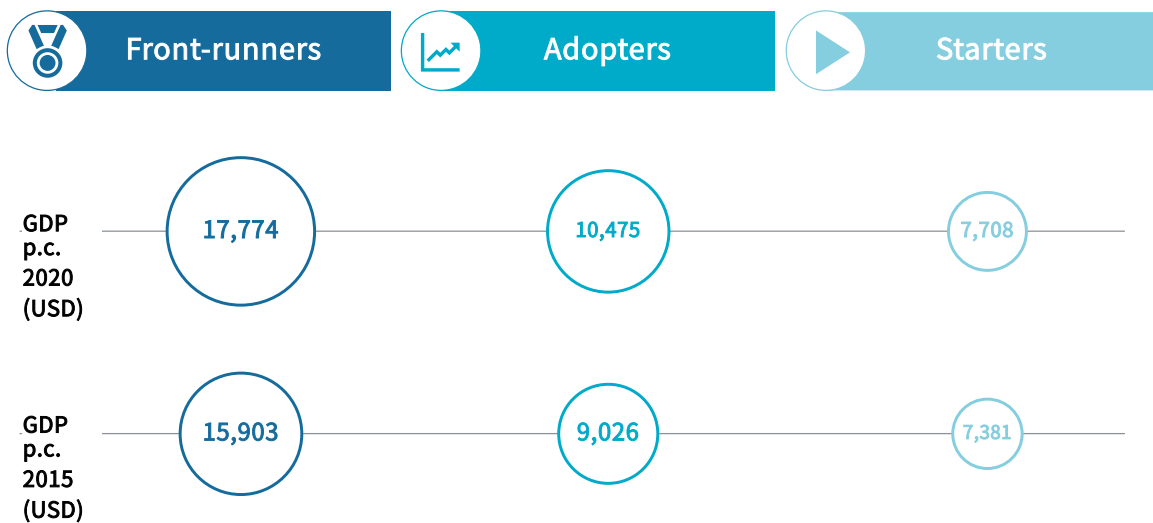 Front-runners
Adopters
Starters
GDP
p.c.
2020
(USD)
17,774
10,475
7,708
GDP
p.c.
2015
(USD)
15,903
9,026
7,381